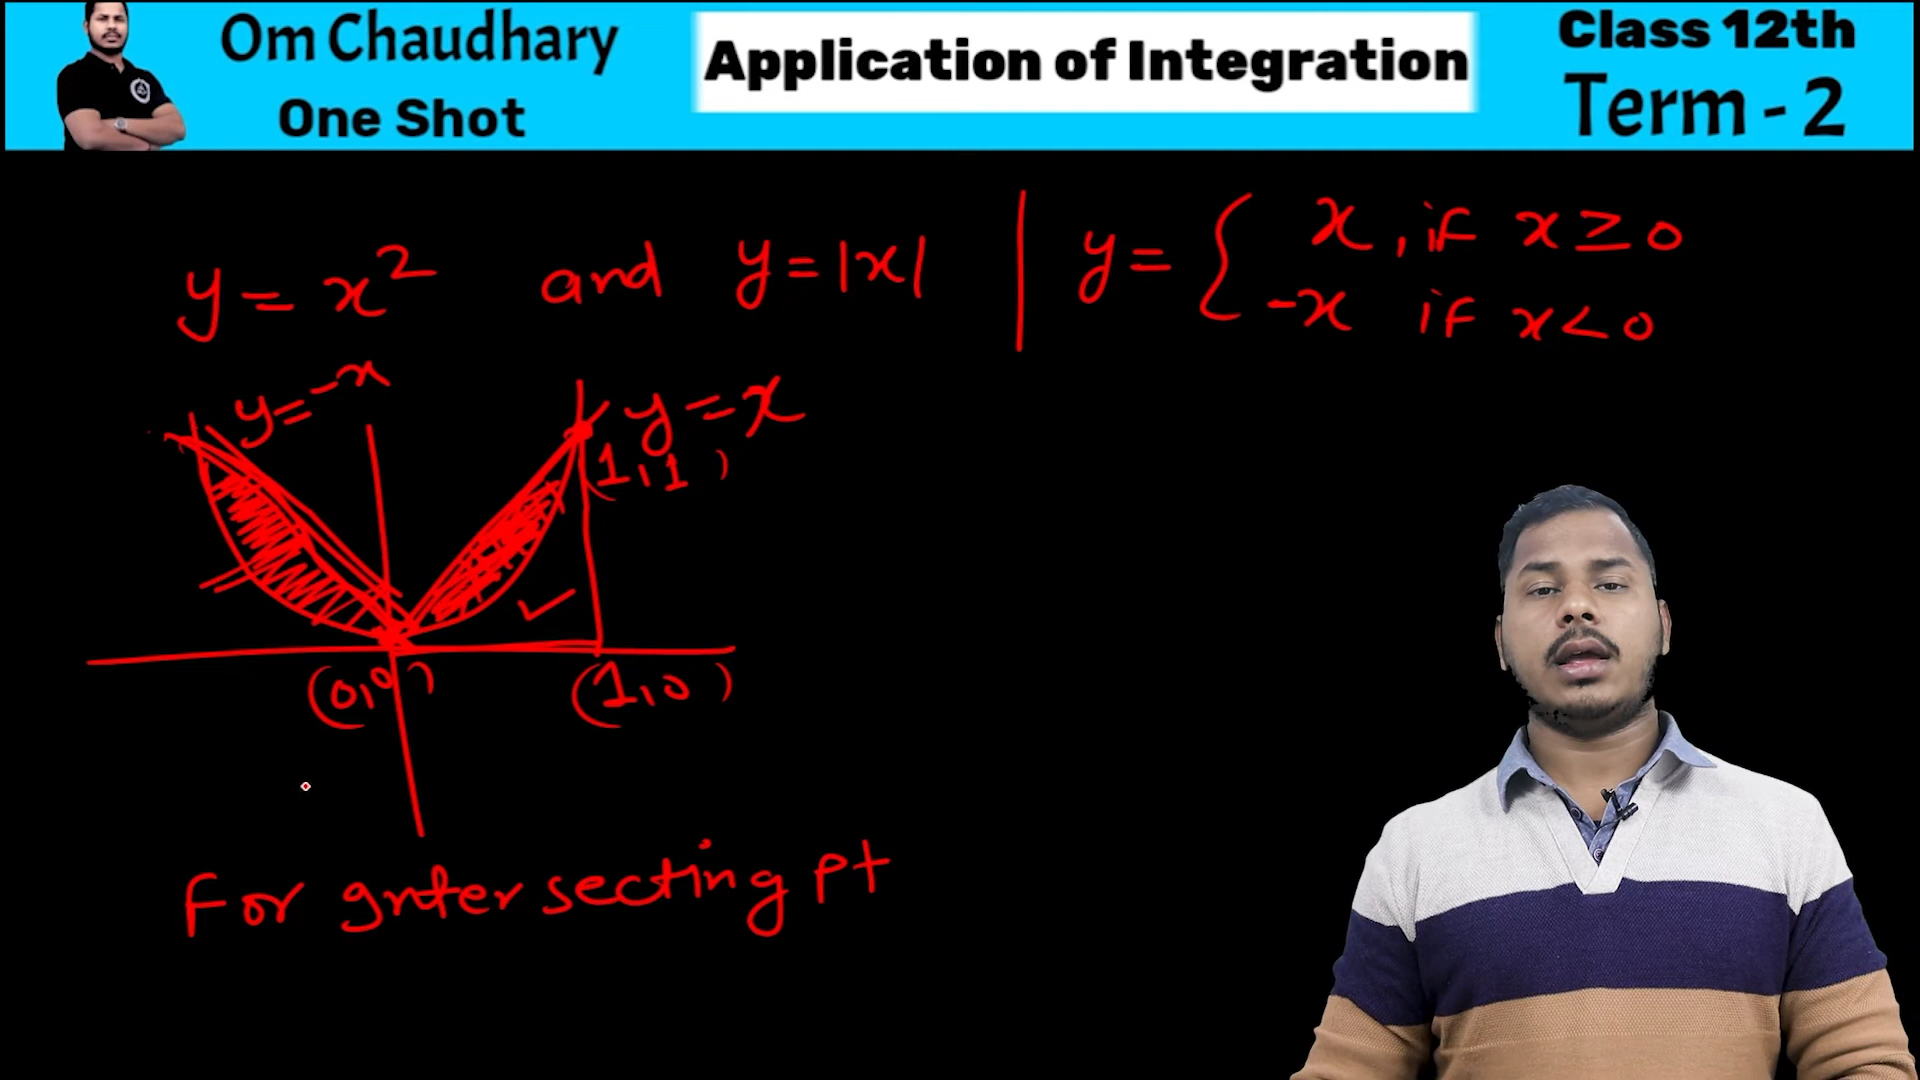 Om Chaudhary
One Shot
Application of Integration
Class 12th
Term - 2
y = x² and y = |x| | y = { x, if x ≥ 0
-x if x < 0
y = -x
y = x
(1,1)
(0,0)
(1,0)
For Intersecting pt